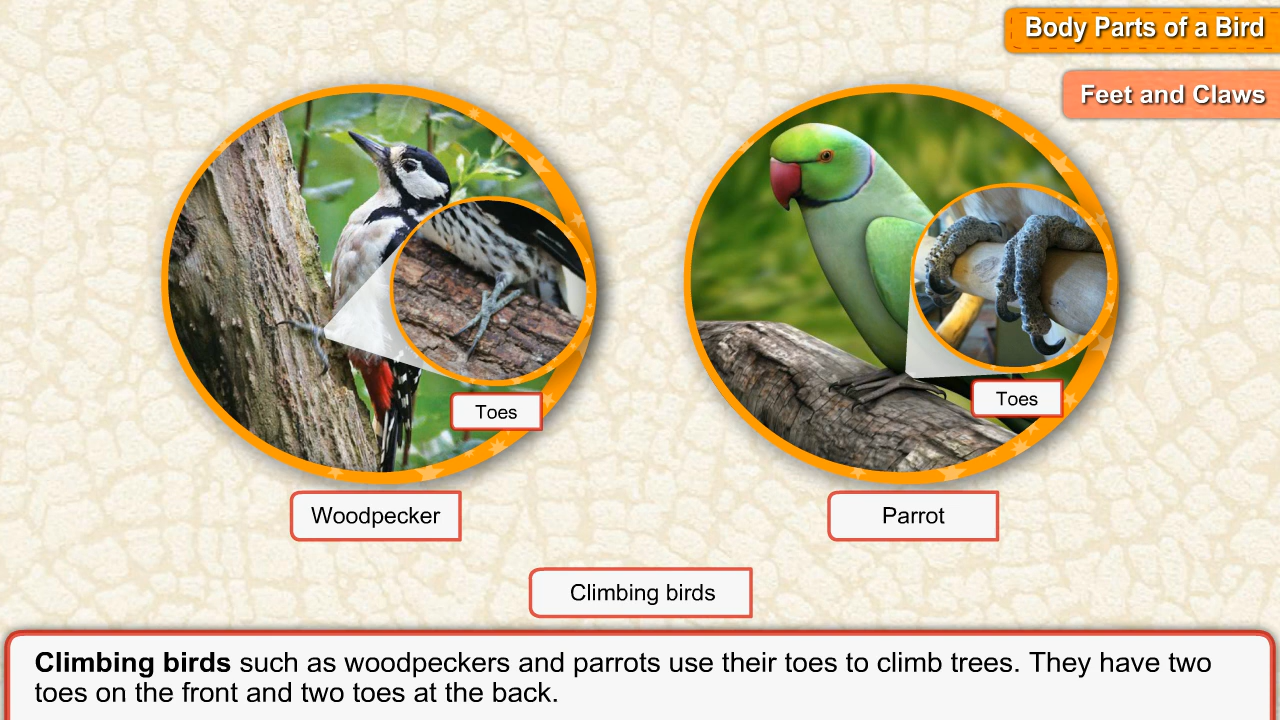 Body Parts of a Bird
Feet and Claws
Toes
Toes
Woodpecker
Parrot
Climbing birds
Climbing birds such as woodpeckers and parrots use their toes to climb trees. They have two
toes on the front and two toes at the back.